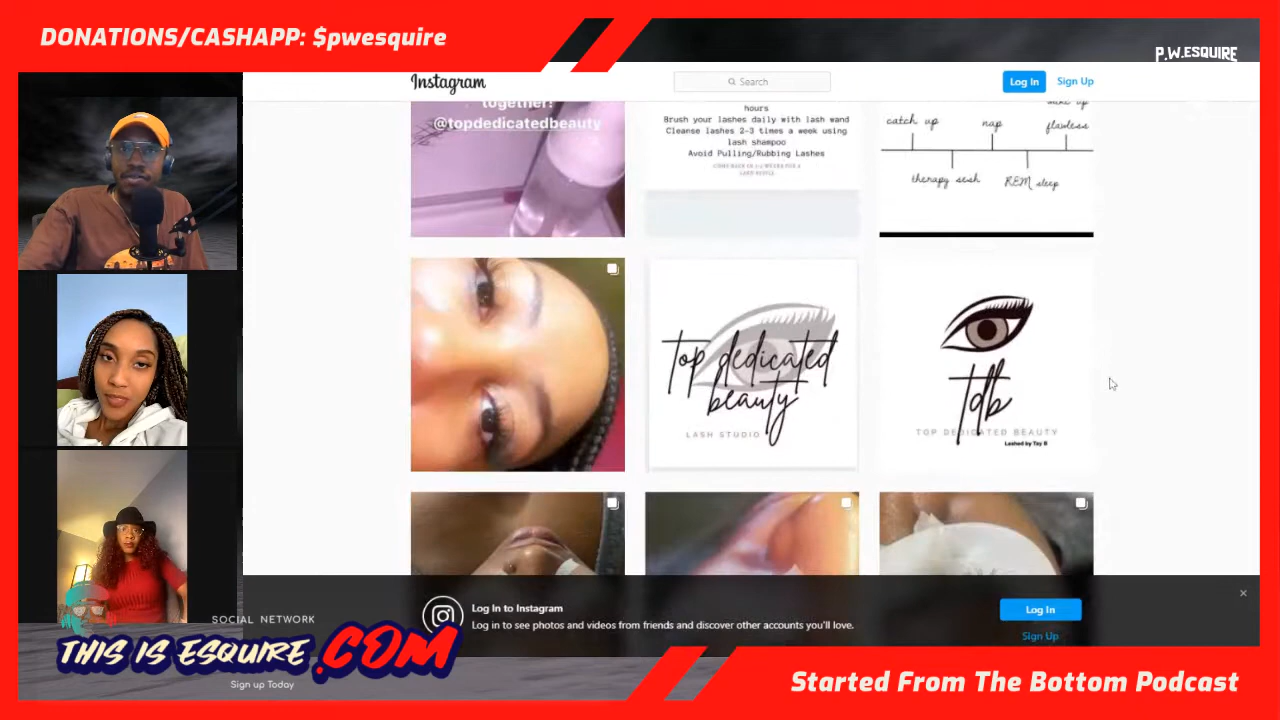 DONATIONS/CASHAPP: $pwesquire
P.W.ESQUIRE
Instagram
Search
Log In
Sign Up
together!
@topdedicatedbeauty
hours
Brush your lashes daily with lash wand
Cleanse lashes 2-3 times a week using
lash shampoo
Avoid Pulling/Rubbing Lashes
wake up
catch up
nap
flawless
therapy sesh
REM sleep
top dedicated
beauty
LASH STUDIO
tdb
TOP DEDICATED BEAUTY
Lashed by Tay B
Log In to Instagram
Log in to see photos and videos from friends and discover other accounts you'll love.
Log In
Sign Up
SOCIAL NETWORK
THIS IS ESQUIRE.COM
Sign up Today
Started From The Bottom Podcast